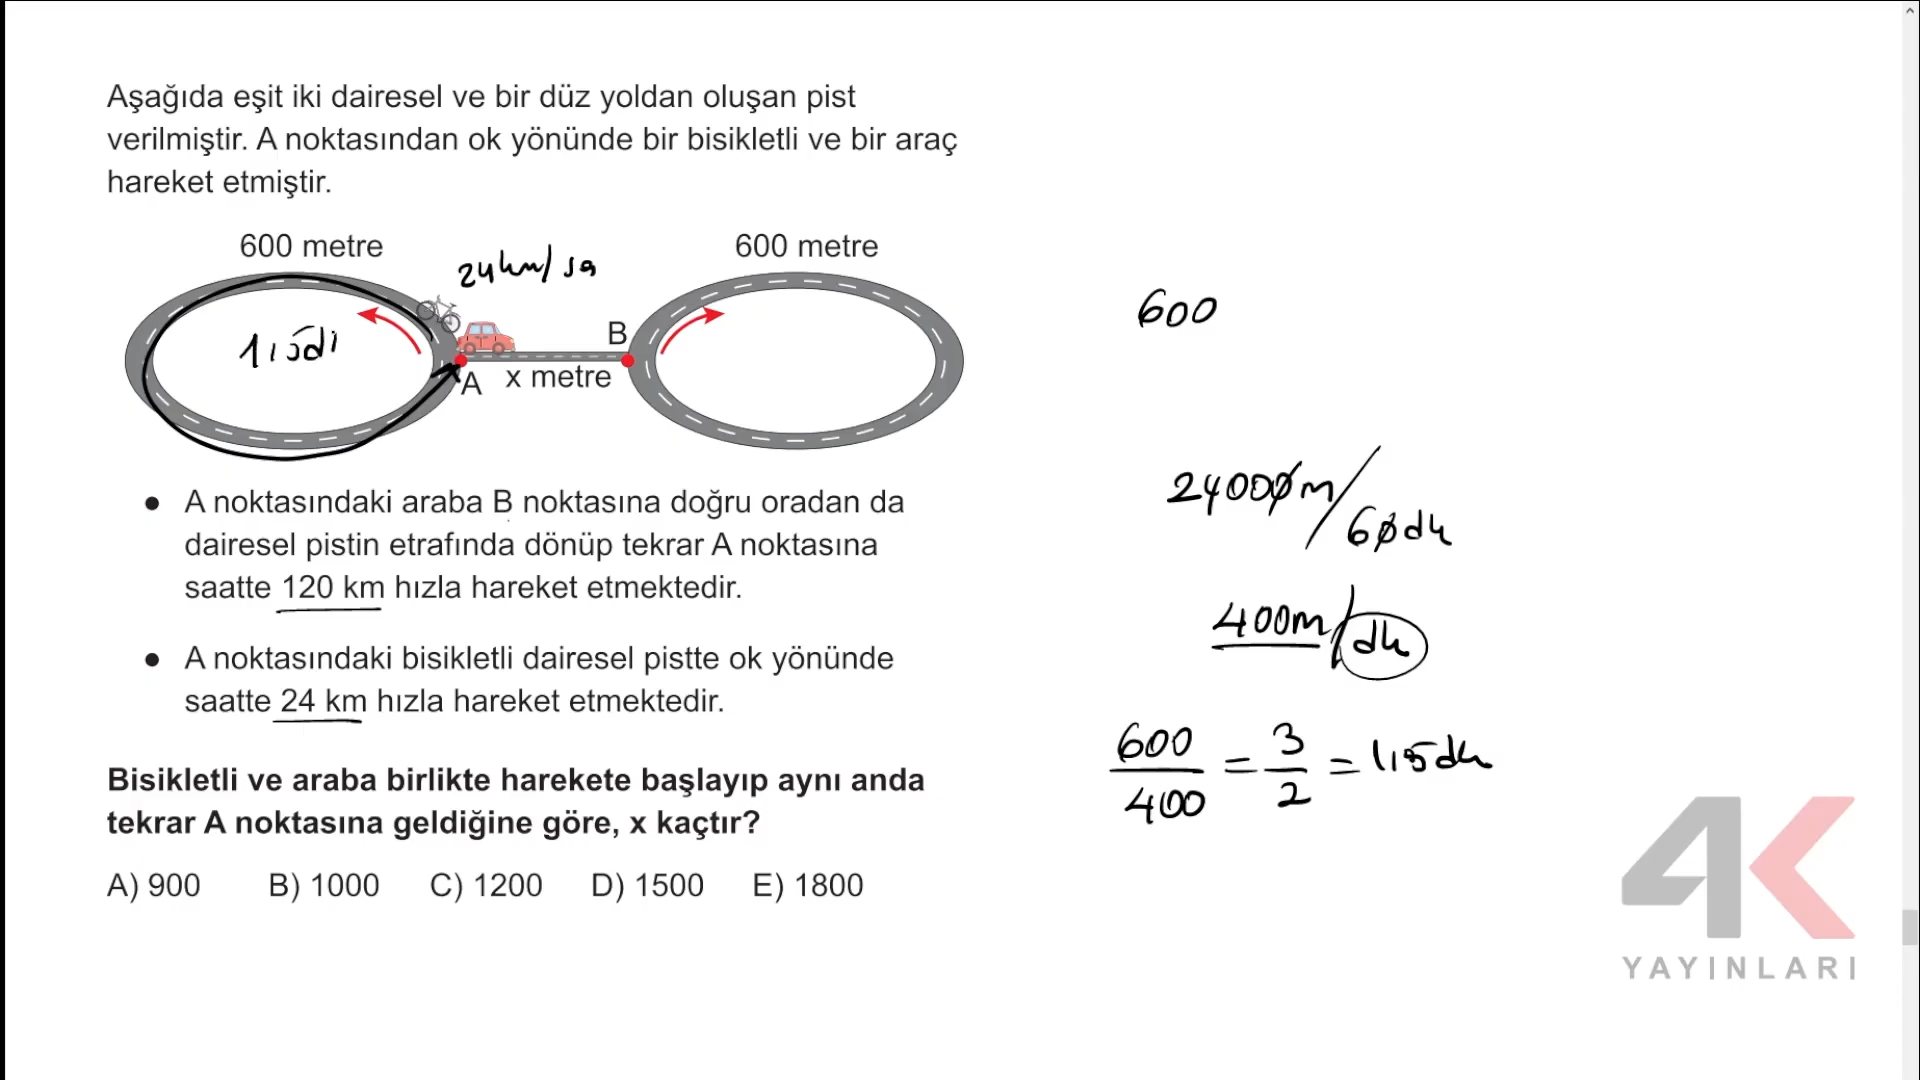 Aşağıda eşit iki dairesel ve bir düz yoldan oluşan pist
verilmiştir. A noktasından ok yönünde bir bisikletli ve bir araç
hareket etmiştir.
600 metre
24km/sa
600 metre
1,5dk
B
A
x metre
600
24000m/60dk
400m/dk
600/400 = 3/2 = 1,5dk
● A noktasındaki araba B noktasına doğru oradan da
dairesel pistin etrafında dönüp tekrar A noktasına
saatte 120 km hızla hareket etmektedir.
● A noktasındaki bisikletli dairesel pistte ok yönünde
saatte 24 km hızla hareket etmektedir.
Bisikletli ve araba birlikte harekete başlayıp aynı anda
tekrar A noktasına geldiğine göre, x kaçtır?
A) 900 B) 1000 C) 1200 D) 1500 E) 1800
4K
YAYINLARI